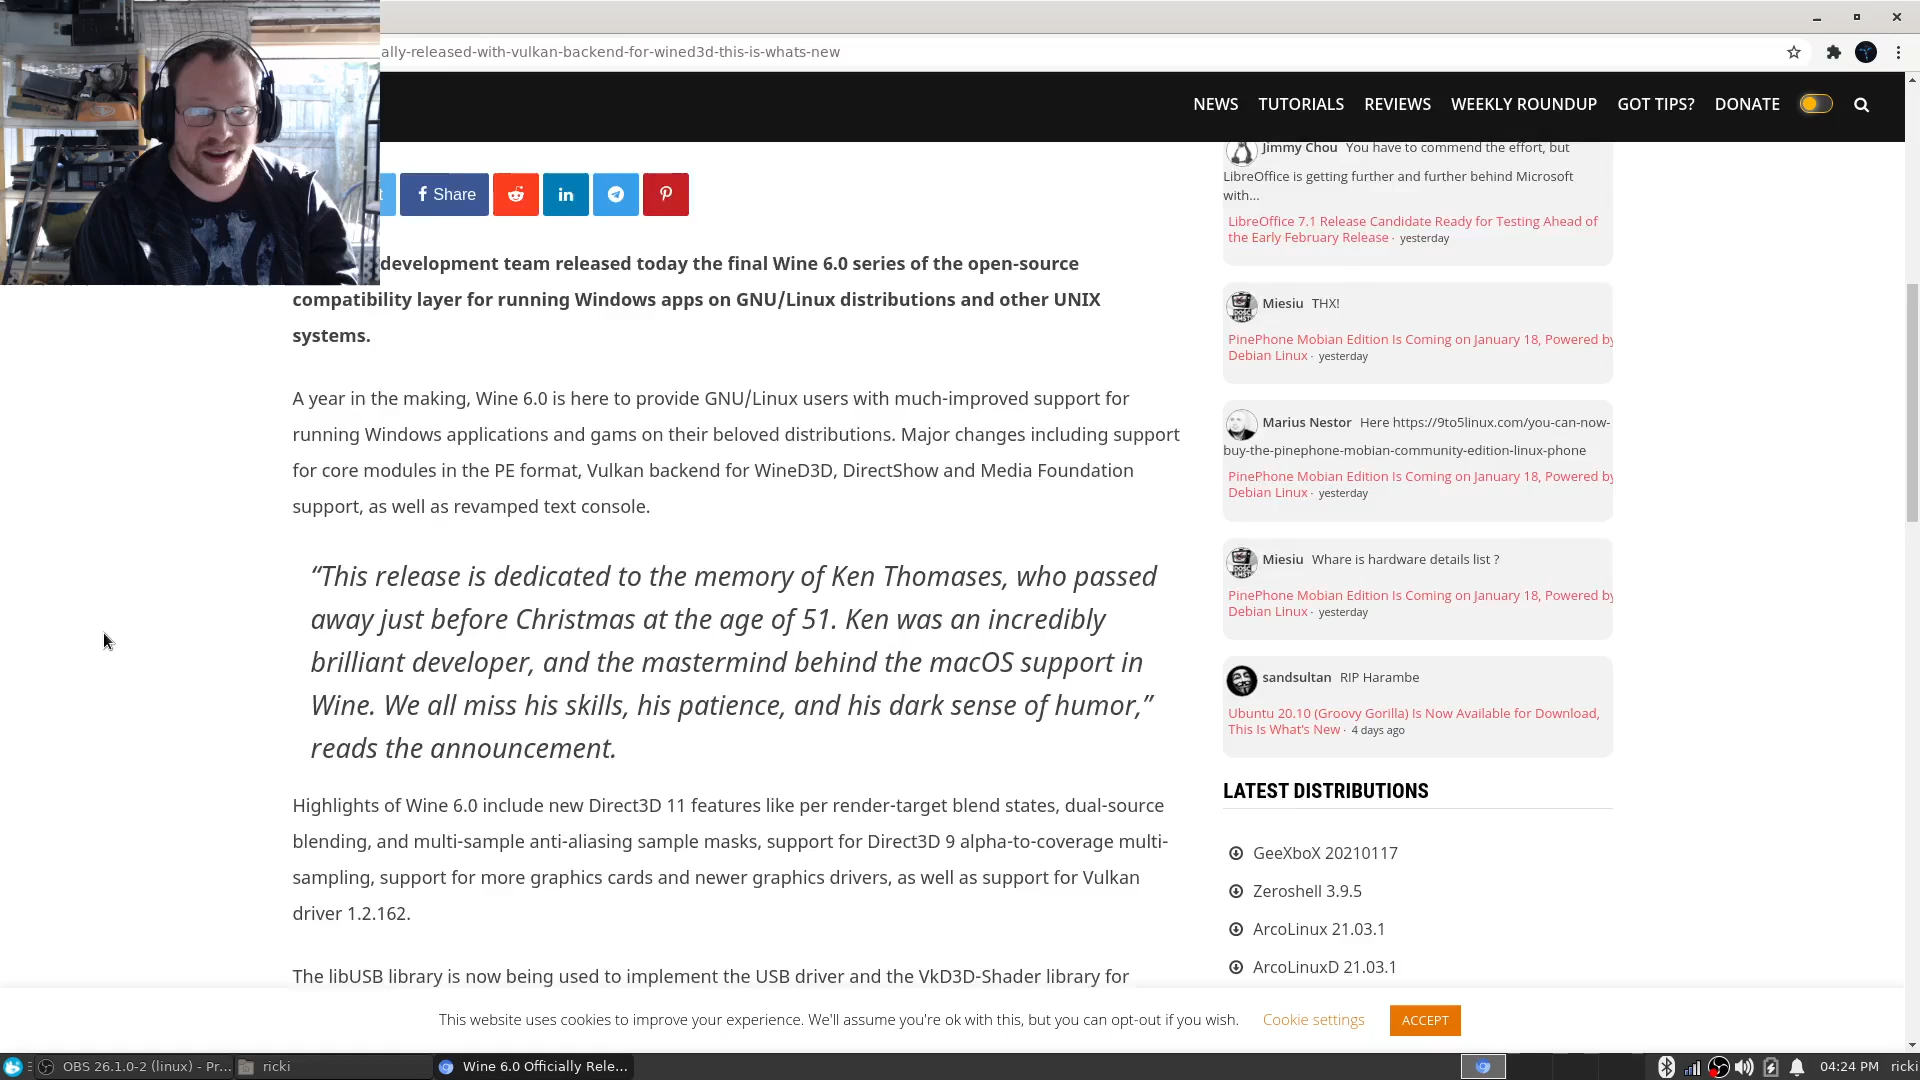 ally-released-with-vulkan-backend-for-wined3d-this-is-whats-new
NEWS TUTORIALS REVIEWS WEEKLY ROUNDUP GOT TIPS? DONATE
t Share in
development team released today the final Wine 6.0 series of the open-source
compatibility layer for running Windows apps on GNU/Linux distributions and other UNIX
systems.
A year in the making, Wine 6.0 is here to provide GNU/Linux users with much-improved support for
running Windows applications and gams on their beloved distributions. Major changes including support
for core modules in the PE format, Vulkan backend for WineD3D, DirectShow and Media Foundation
support, as well as revamped text console.
“This release is dedicated to the memory of Ken Thomases, who passed
away just before Christmas at the age of 51. Ken was an incredibly
brilliant developer, and the mastermind behind the macOS support in
Wine. We all miss his skills, his patience, and his dark sense of humor,”
reads the announcement.
Highlights of Wine 6.0 include new Direct3D 11 features like per render-target blend states, dual-source
blending, and multi-sample anti-aliasing sample masks, support for Direct3D 9 alpha-to-coverage multi-
sampling, support for more graphics cards and newer graphics drivers, as well as support for Vulkan
driver 1.2.162.
The libUSB library is now being used to implement the USB driver and the VkD3D-Shader library for
Jimmy Chou You have to commend the effort, but
LibreOffice is getting further and further behind Microsoft
with...
LibreOffice 7.1 Release Candidate Ready for Testing Ahead of
the Early February Release · yesterday
Miesiu THX!
PinePhone Mobian Edition Is Coming on January 18, Powered by
Debian Linux · yesterday
Marius Nestor Here https://9to5linux.com/you-can-now-
buy-the-pinephone-mobian-community-edition-linux-phone
PinePhone Mobian Edition Is Coming on January 18, Powered by
Debian Linux · yesterday
Miesiu Whare is hardware details list ?
PinePhone Mobian Edition Is Coming on January 18, Powered by
Debian Linux · yesterday
sandsultan RIP Harambe
Ubuntu 20.10 (Groovy Gorilla) Is Now Available for Download,
This Is What's New · 4 days ago
LATEST DISTRIBUTIONS
GeeXboX 20210117
Zeroshell 3.9.5
ArcoLinux 21.03.1
ArcoLinuxD 21.03.1
This website uses cookies to improve your experience. We'll assume you're ok with this, but you can opt-out if you wish. Cookie settings ACCEPT
OBS 26.1.0-2 (linux) - Pr... ricki Wine 6.0 Officially Rele... 04:24 PM ricki